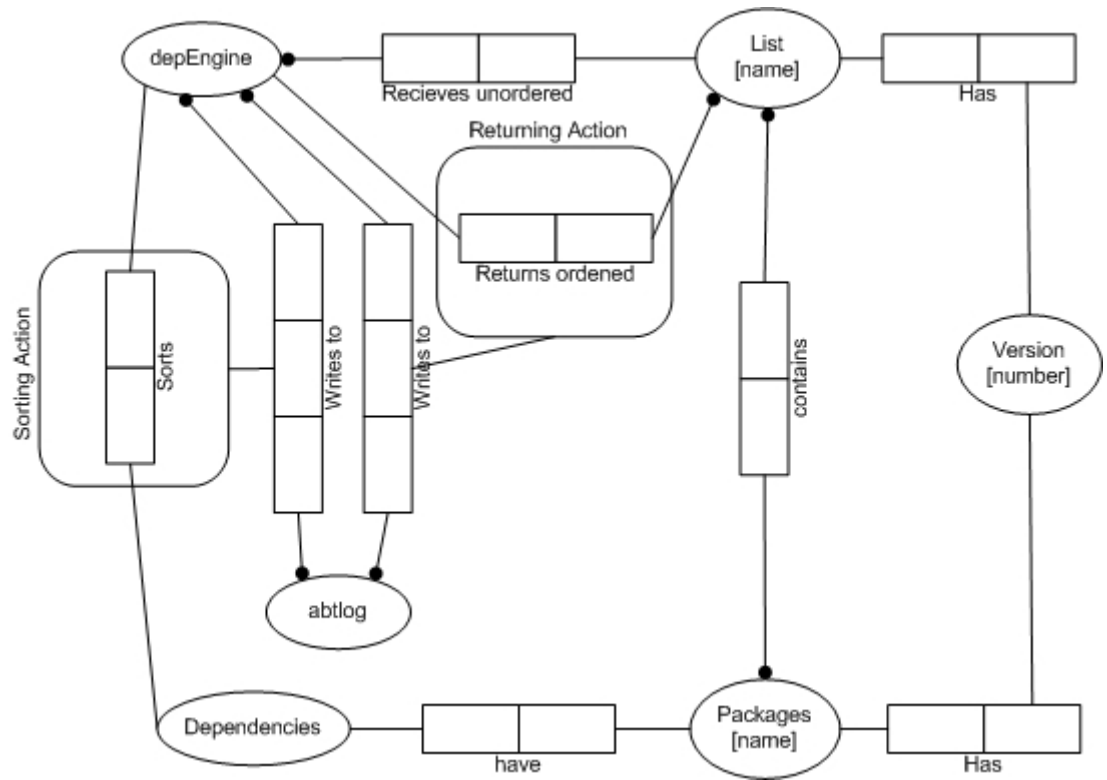 depEngine
List
[name]
Recieves unordered
Has
Returning Action
Returns ordened
Sorting Action
Sorts
Writes to
Writes to
contains
Version
[number]
abtlog
Dependencies
have
Packages
[name]
Has